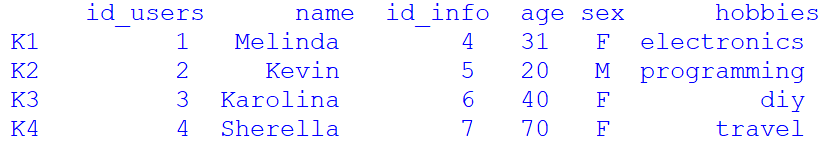 id_users name id_info age sex hobbies
K1 1 Melinda 4 31 F electronics
K2 2 Kevin 5 20 M programming
K3 3 Karolina 6 40 F diy
K4 4 Sherella 7 70 F travel